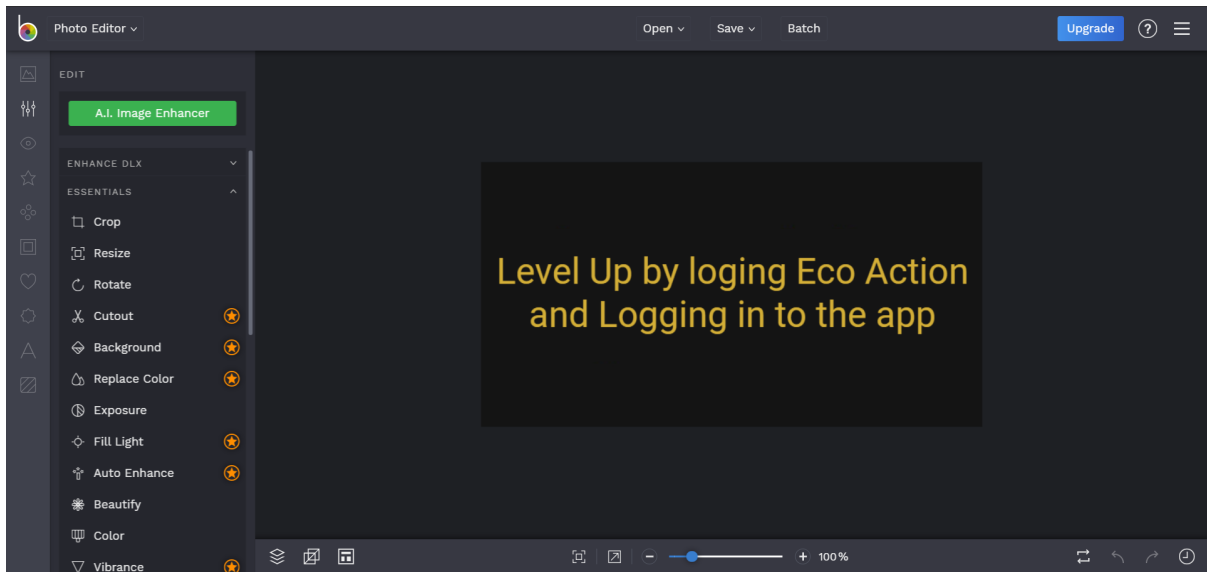 Photo Editor
Open
Save
Batch
Upgrade
?
EDIT
A.I. Image Enhancer
ENHANCE DLX
ESSENTIALS
Crop
Resize
Rotate
Cutout
Background
Replace Color
Exposure
Fill Light
Auto Enhance
Beautify
Color
Vibrance
Level Up by loging Eco Action
and Logging in to the app
100%